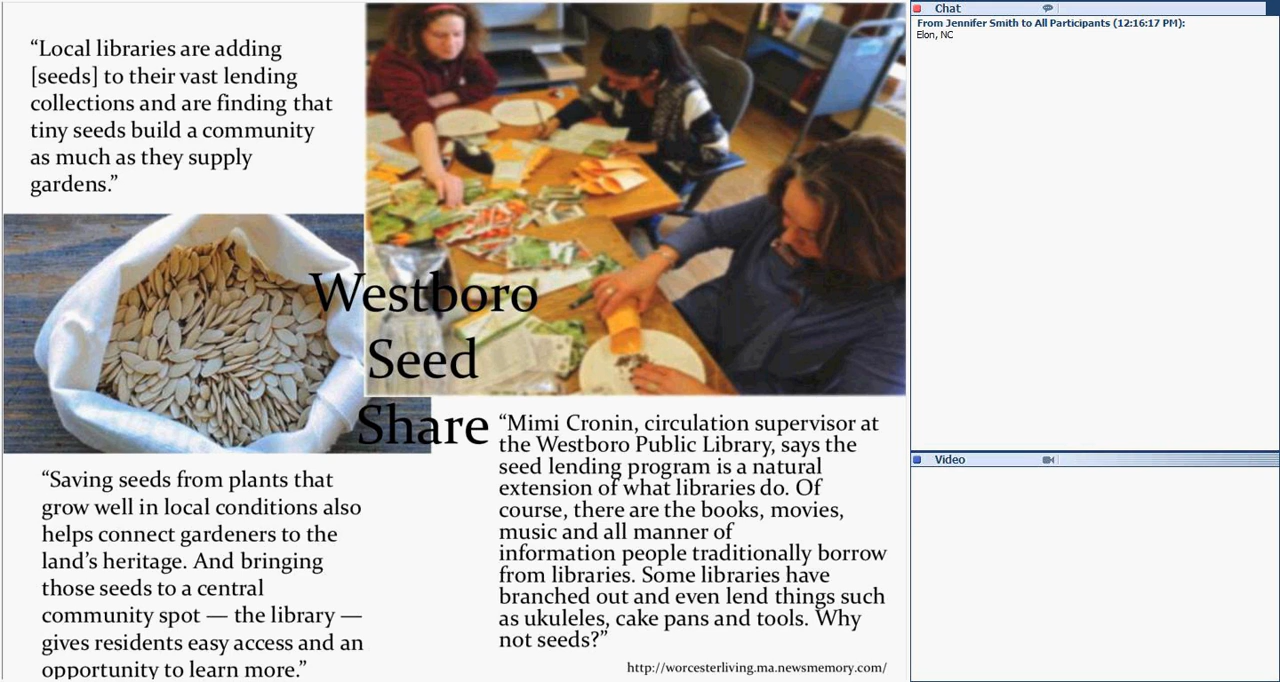 “Local libraries are adding
[seeds] to their vast lending
collections and are finding that
tiny seeds build a community
as much as they supply
gardens.”
Westboro
Seed
Share
“Saving seeds from plants that
grow well in local conditions also
helps connect gardeners to the
land’s heritage. And bringing
those seeds to a central
community spot — the library —
gives residents easy access and an
opportunity to learn more.”
“Mimi Cronin, circulation supervisor at
the Westboro Public Library, says the
seed lending program is a natural
extension of what libraries do. Of
course, there are the books, movies,
music and all manner of
information people traditionally borrow
from libraries. Some libraries have
branched out and even lend things such
as ukuleles, cake pans and tools. Why
not seeds?”
http://worcesterliving.ma.newsmemory.com/
Chat
From Jennifer Smith to All Participants (12:16:17 PM):
Elon, NC
Video